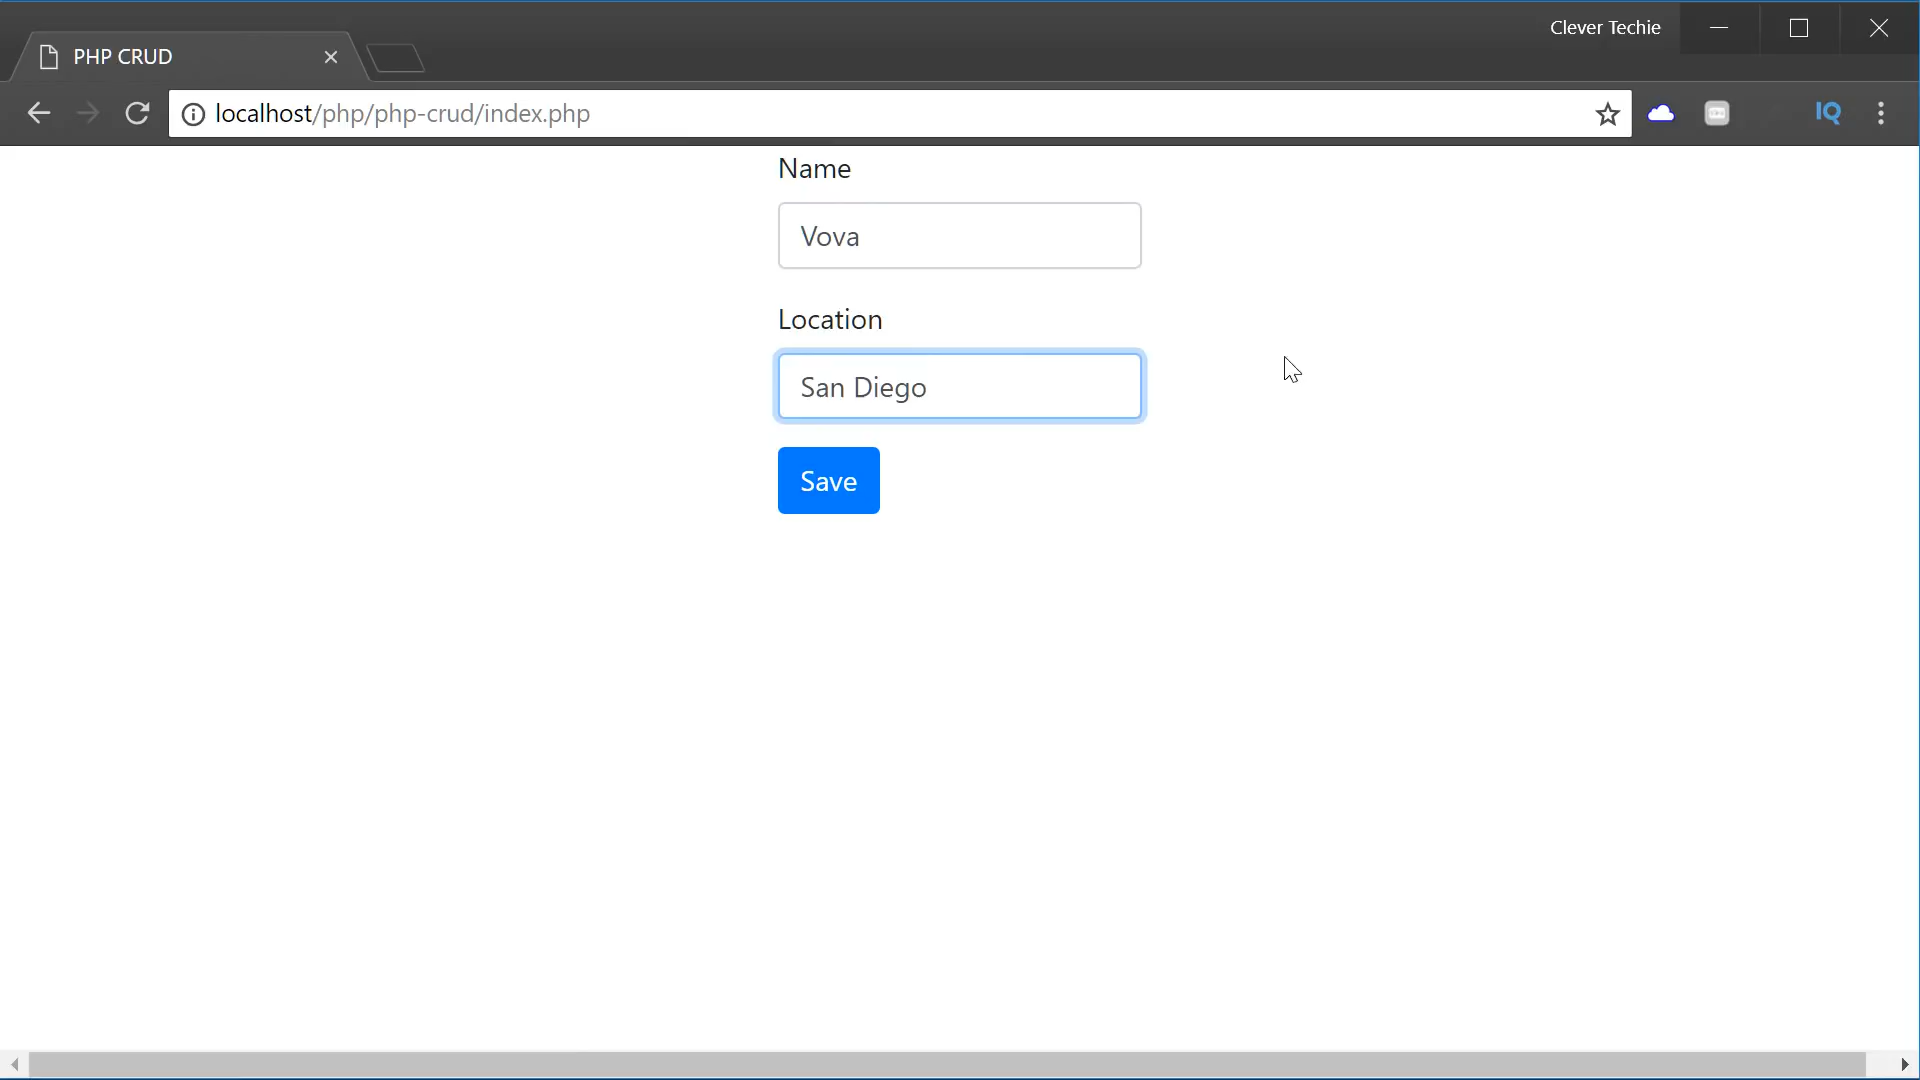 Clever Techie
PHP CRUD
localhost/php/php-crud/index.php
IQ
Name
Vova
Location
San Diego
Save